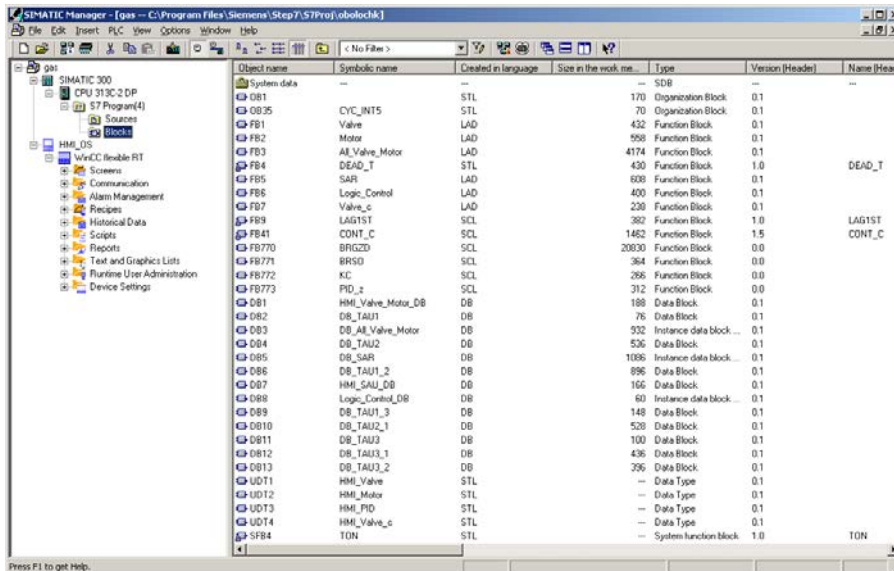 SIMATIC Manager - [gas -- C:\Program Files\Siemens\Step7\S7Proj\obolochk]
File Edit Insert PLC View Options Window Help
< No Filter >
gas
SIMATIC 300
CPU 313C-2 DP
S7 Program(4)
Sources
Blocks
HMI_OS
WinCC flexible RT
Screens
Communication
Alarm Management
Recipes
Historical Data
Scripts
Reports
Text and Graphics Lists
Runtime User Administration
Device Settings
Object name Symbolic name Created in language Size in the work me... Type Version (Header) Name (Hea
System data --- --- --- SDB --- ---
OB1 STL 170 Organization Block 0.1
OB35 CYC_INT5 STL 70 Organization Block 0.1
FB1 Valve LAD 432 Function Block 0.1
FB2 Motor LAD 558 Function Block 0.1
FB3 All_Valve_Motor LAD 4174 Function Block 0.1
FB4 DEAD_T STL 430 Function Block 1.0 DEAD_T
FB5 SAR LAD 608 Function Block 0.1
FB6 Logic_Control LAD 400 Function Block 0.1
FB7 Valve_c LAD 238 Function Block 0.1
FB9 LAG1ST SCL 382 Function Block 1.0 LAG1ST
FB41 CONT_C SCL 1462 Function Block 1.5 CONT_C
FB770 BRGZD SCL 20830 Function Block 0.0
FB771 BRSO SCL 364 Function Block 0.0
FB772 KC SCL 266 Function Block 0.0
FB773 PID_z SCL 312 Function Block 0.0
DB1 HMI_Valve_Motor_DB DB 188 Data Block 0.1
DB2 DB_TAU1 DB 76 Data Block 0.1
DB3 DB_All_Valve_Motor DB 932 Instance data block ... 0.1
DB4 DB_TAU2 DB 536 Data Block 0.1
DB5 DB_SAR DB 1086 Instance data block ... 0.1
DB6 DB_TAU1_2 DB 896 Data Block 0.1
DB7 HMI_SAU_DB DB 166 Data Block 0.1
DB8 Logic_Control_DB DB 60 Instance data block ... 0.1
DB9 DB_TAU1_3 DB 148 Data Block 0.1
DB10 DB_TAU2_1 DB 528 Data Block 0.1
DB11 DB_TAU3 DB 100 Data Block 0.1
DB12 DB_TAU3_1 DB 436 Data Block 0.1
DB13 DB_TAU3_2 DB 396 Data Block 0.1
UDT1 HMI_Valve STL --- Data Type 0.1
UDT2 HMI_Motor STL --- Data Type 0.1
UDT3 HMI_PID STL --- Data Type 0.1
UDT4 HMI_Valve_c STL --- Data Type 0.1
SFB4 TON STL --- System function block 1.0 TON
Press F1 to get Help.